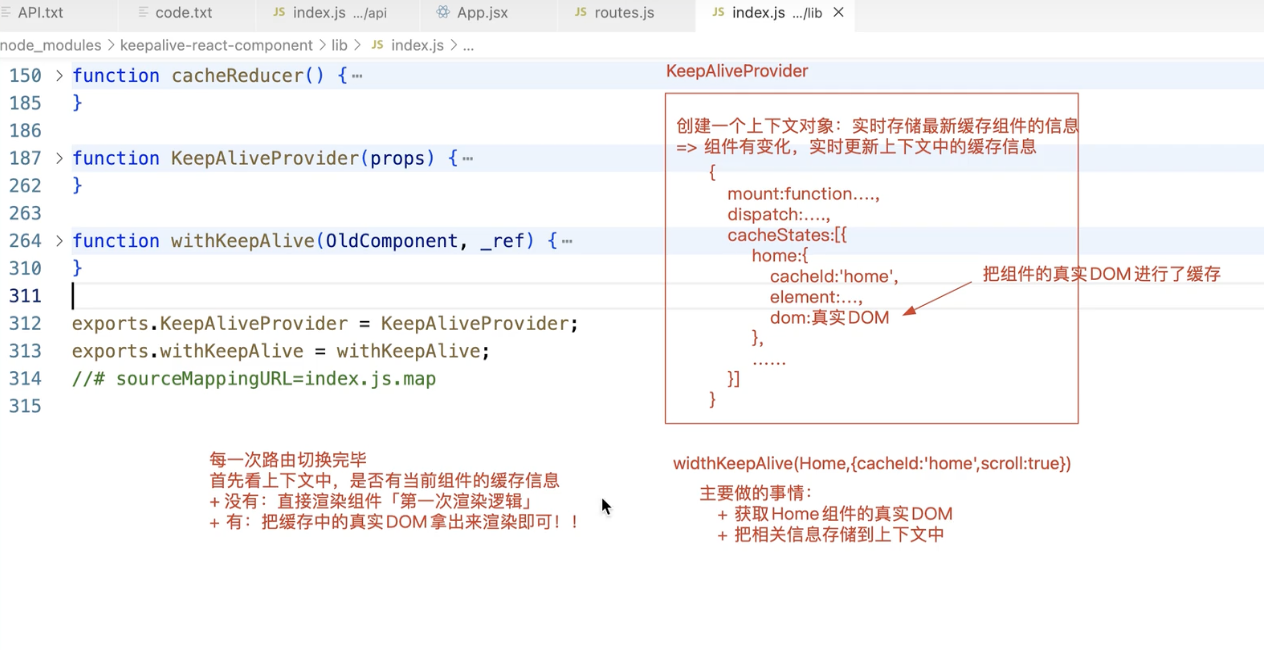 API.txt code.txt JS index.js .../api App.jsx JS routes.js JS index.js .../lib ×
node_modules > keepalive-react-component > lib > JS index.js > ...
150 > function cacheReducer() { ⋯
185 }
186
187 > function KeepAliveProvider(props) { ⋯
262 }
263
264 > function withKeepAlive(OldComponent, _ref) { ⋯
310 }
311
312 exports.KeepAliveProvider = KeepAliveProvider;
313 exports.withKeepAlive = withKeepAlive;
314 //# sourceMappingURL=index.js.map
315
KeepAliveProvider
创建一个上下文对象：实时存储最新缓存组件的信息
=> 组件有变化，实时更新上下文中的缓存信息
{
mount:function....,
dispatch:....,
cacheStates:[{
home:{
cacheId:'home',
element:...,
dom:真实DOM
},
......
}]
}
把组件的真实DOM进行了缓存
每一次路由切换完毕
首先看上下文中，是否有当前组件的缓存信息
+ 没有：直接渲染组件「第一次渲染逻辑」
+ 有：把缓存中的真实DOM拿出来渲染即可！！
widthKeepAlive(Home,{cacheId:'home',scroll:true})
主要做的事情：
+ 获取Home组件的真实DOM
+ 把相关信息存储到上下文中